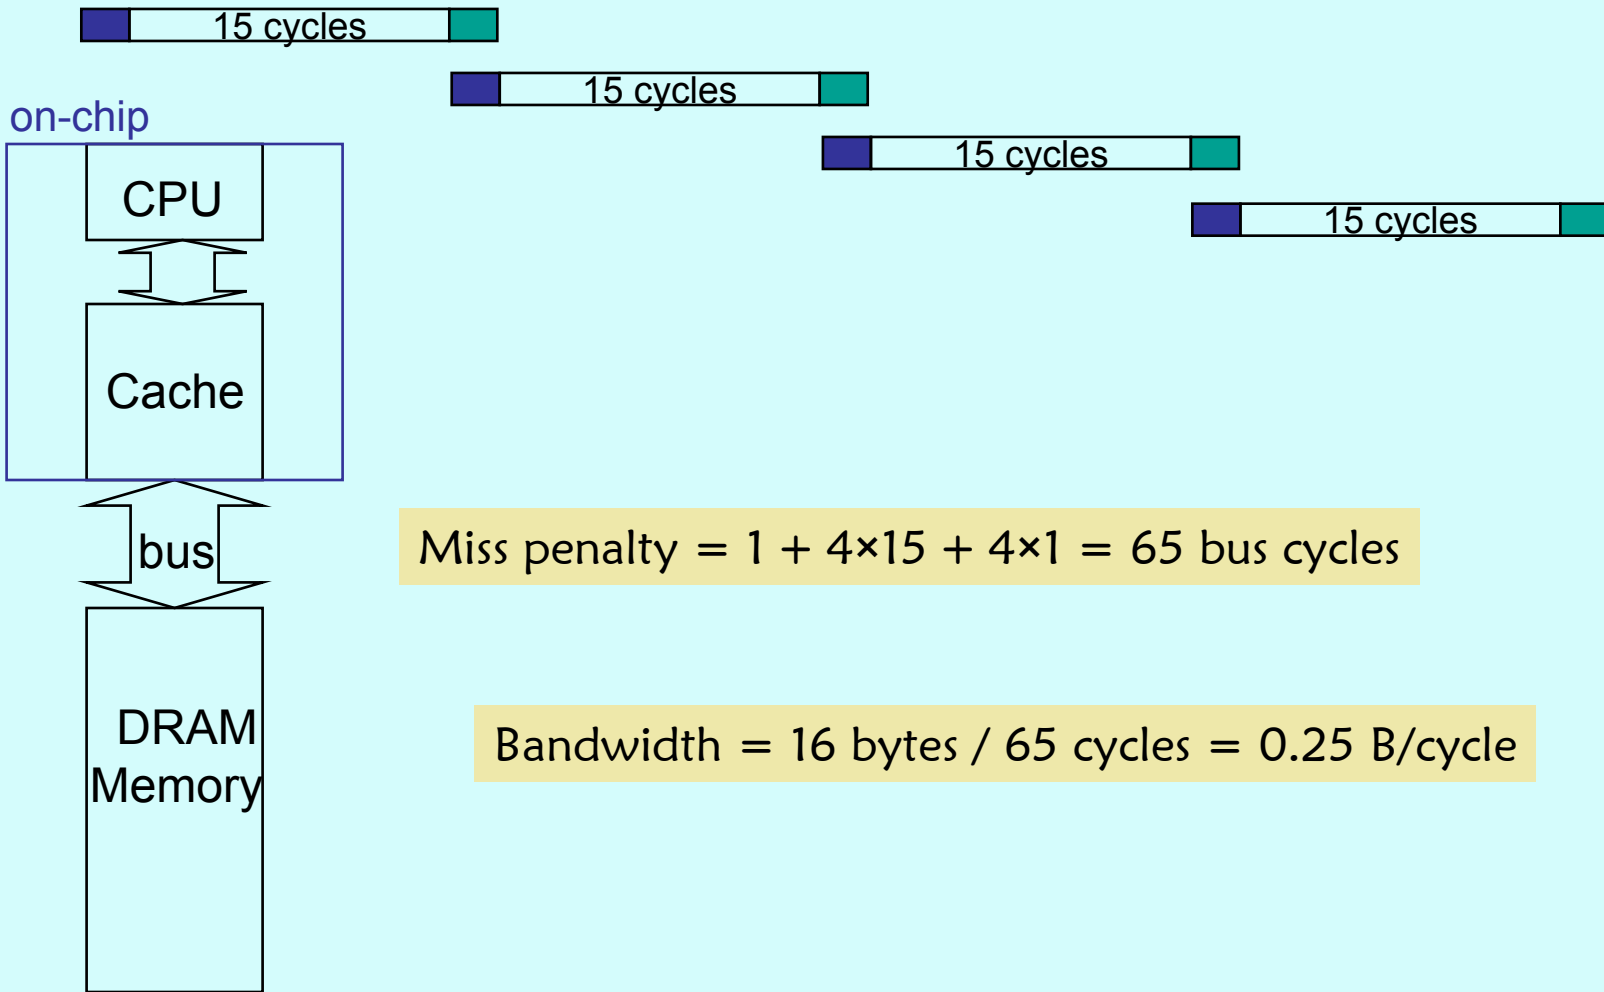 15 cycles
15 cycles
on-chip
15 cycles
CPU
15 cycles
Cache
bus
Miss penalty = 1 + 4×15 + 4×1 = 65 bus cycles
DRAM
Memory
Bandwidth = 16 bytes / 65 cycles = 0.25 B/cycle